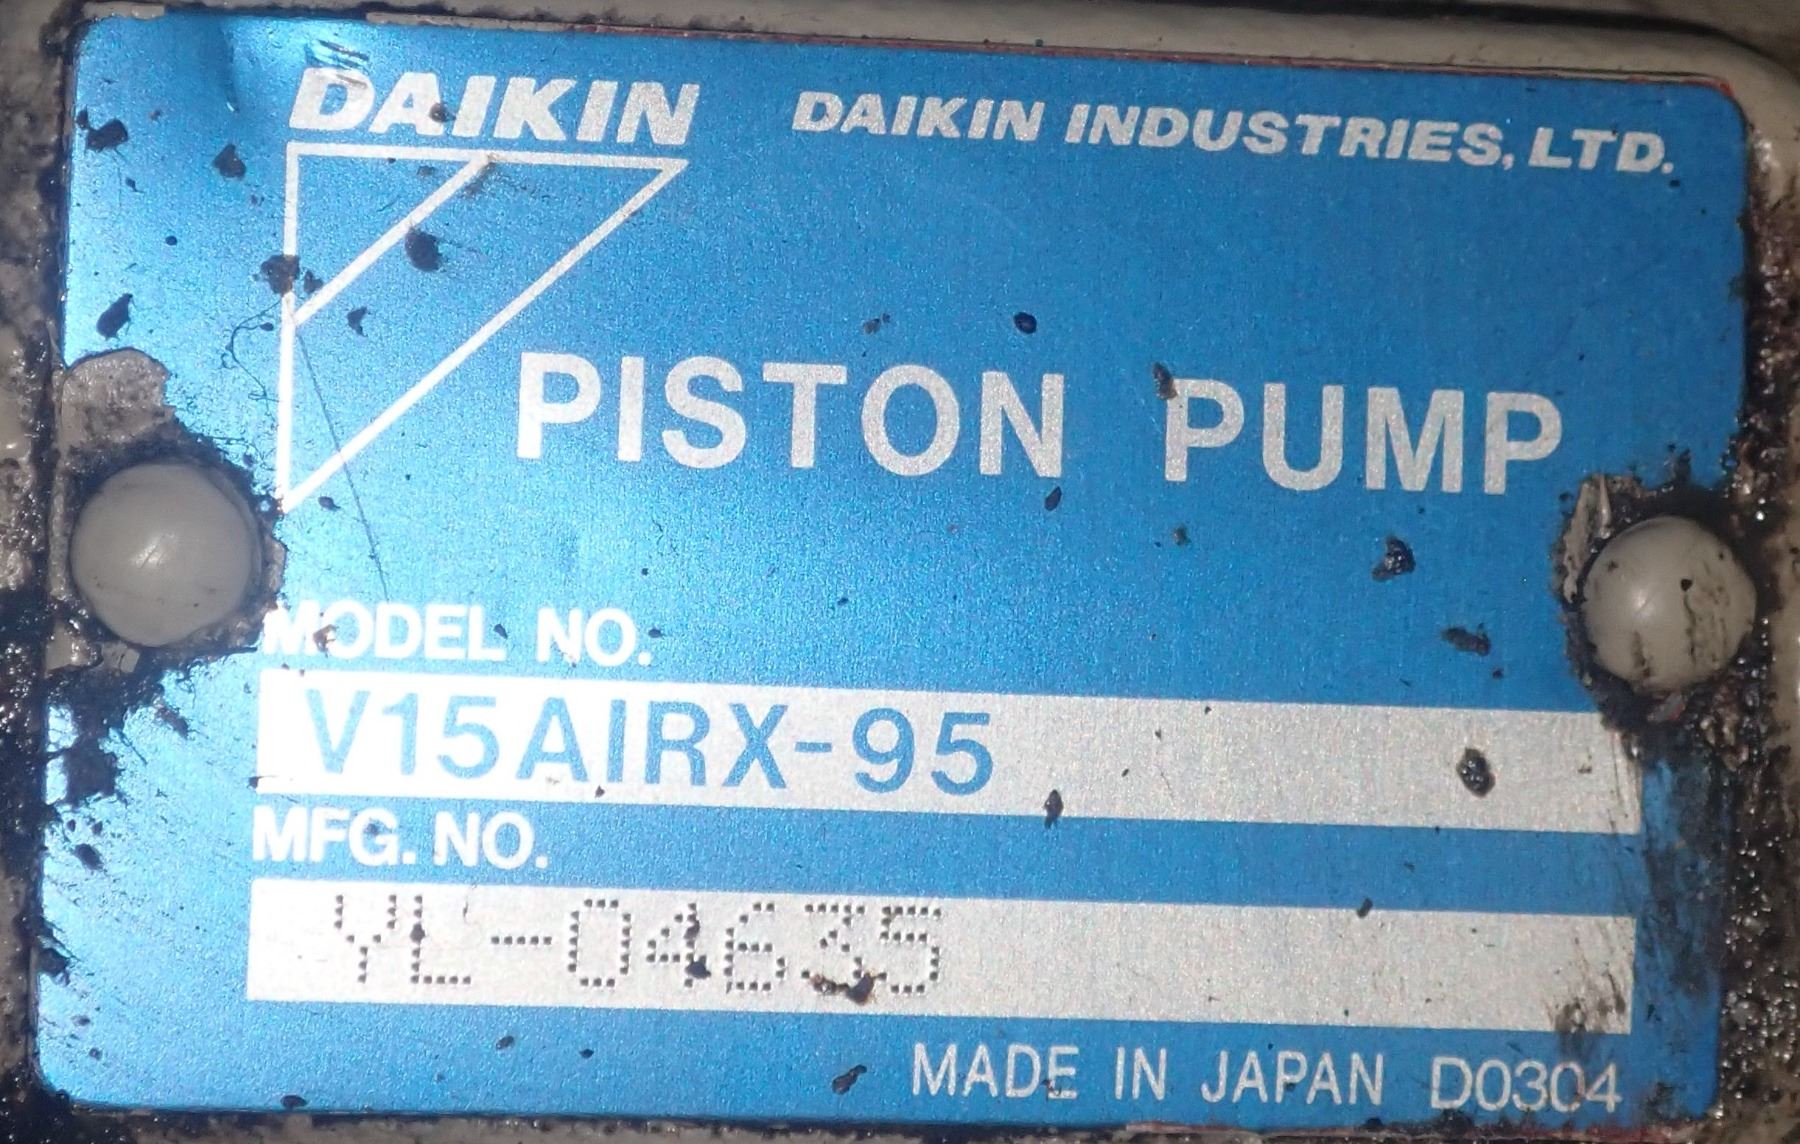 DAIKIN DAIKIN INDUSTRIES, LTD.
PISTON PUMP
MODEL NO.
V15AIRX-95
MFG. NO.
YL-04635
MADE IN JAPAN D0304